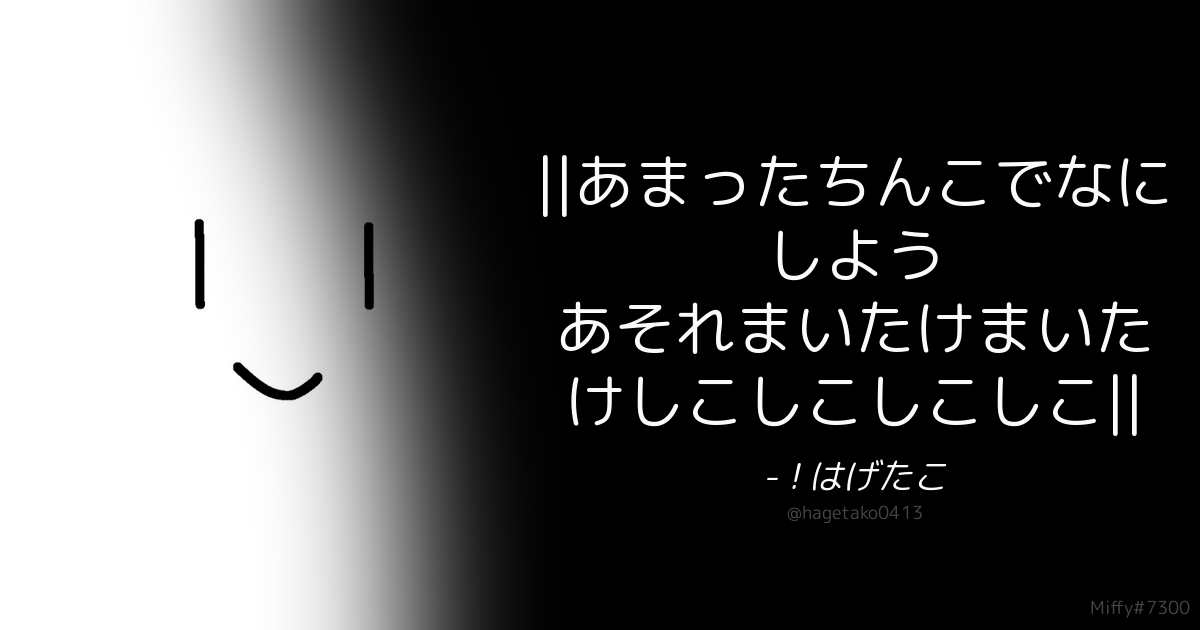 ||あまったちんこでなに
しよう
あそれまいたけまいた
けしこしこしこしこ||
-！はげたこ
@hagetako0413
Miffy#7300